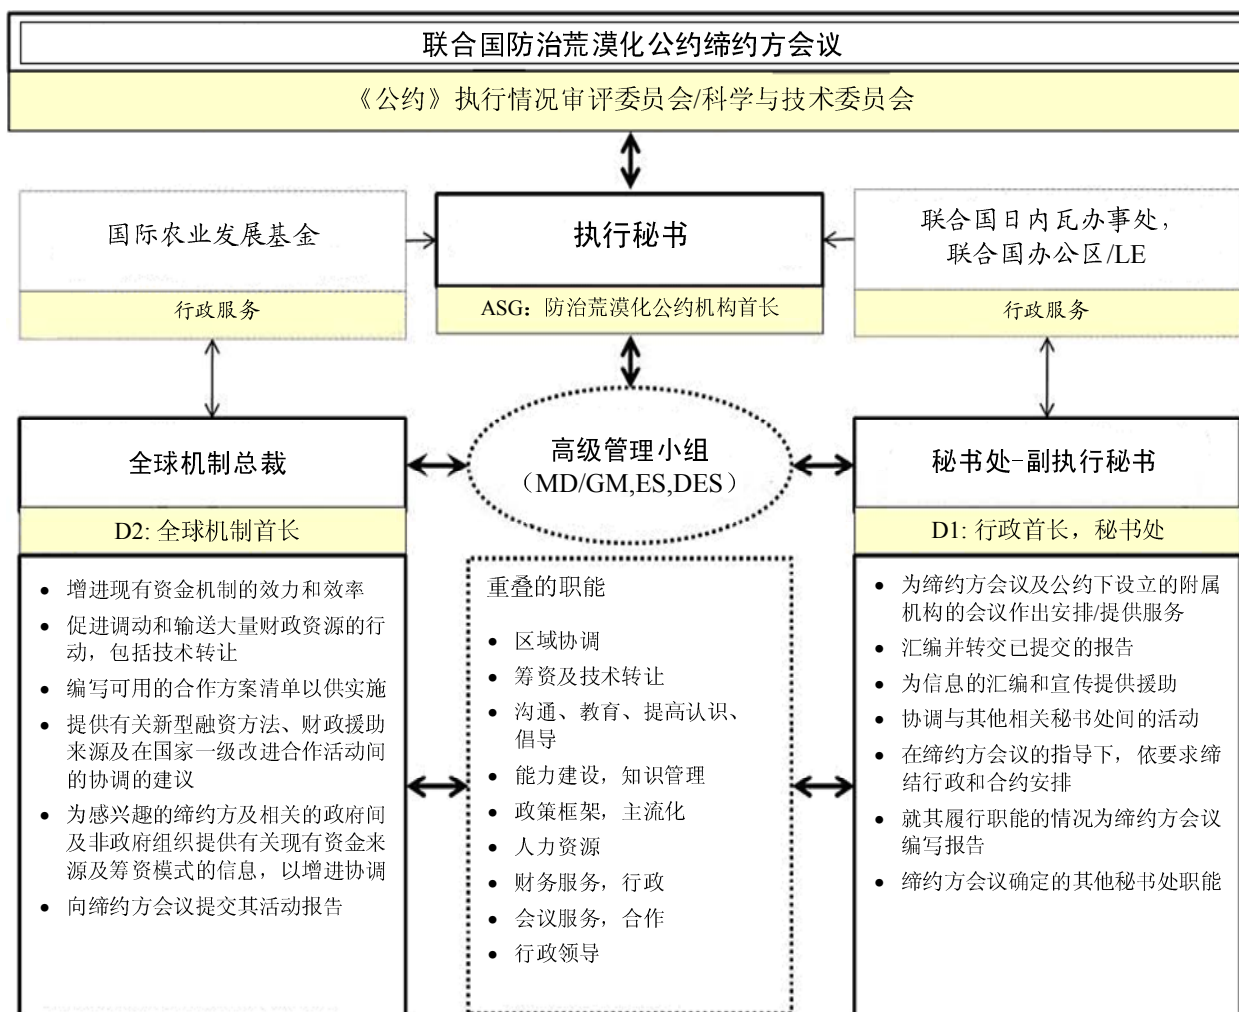 联合国防治荒漠化公约缔约方会议
《公约》执行情况审评委员会/科学与技术委员会
国际农业发展基金
行政服务
执行秘书
ASG：防治荒漠化公约机构首长
联合国日内瓦办事处，
联合国办公区/LE
行政服务
全球机制总裁
D2: 全球机制首长
高级管理小组
（MD/GM,ES,DES）
秘书处-副执行秘书
D1: 行政首长，秘书处
• 增进现有资金机制的效力和效率
• 促进调动和输送大量财政资源的行
动，包括技术转让
• 编写可用的合作方案清单以供实施
• 提供有关新型融资方法、财政援助
来源及在国家一级改进合作活动间
的协调的建议
• 为感兴趣的缔约方及相关的政府间
及非政府组织提供有关现有资金来
源及筹资模式的信息，以增进协调
• 向缔约方会议提交其活动报告
重叠的职能
• 区域协调
• 筹资及技术转让
• 沟通、教育、提高认识、
倡导
• 能力建设，知识管理
• 政策框架，主流化
• 人力资源
• 财务服务，行政
• 会议服务，合作
• 行政领导
• 为缔约方会议及公约下设立的附属
机构的会议作出安排/提供服务
• 汇编并转交已提交的报告
• 为信息的汇编和宣传提供援助
• 协调与其他相关秘书处间的活动
• 在缔约方会议的指导下，依要求缔
结行政和合约安排
• 就其履行职能的情况为缔约方会议
编写报告
• 缔约方会议确定的其他秘书处职能